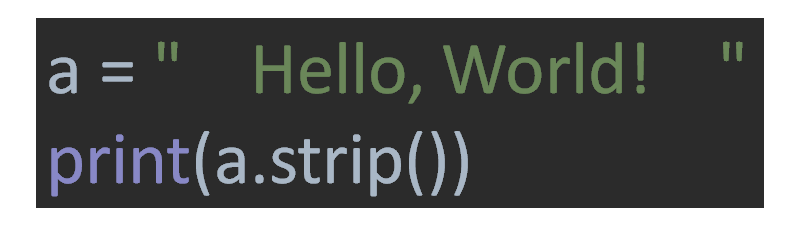 a = "   Hello, World!   "
print(a.strip())